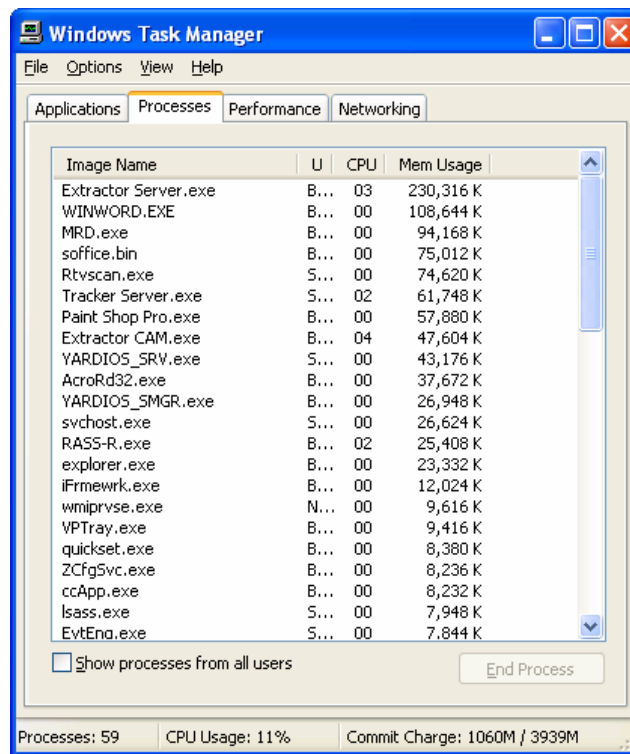 Windows Task Manager
File Options View Help
Applications Processes Performance Networking
Image Name U CPU Mem Usage
Extractor Server.exe B... 03 230,316 K
WINWORD.EXE B... 00 108,644 K
MRD.exe B... 00 94,168 K
soffice.bin B... 00 75,012 K
Rtvscan.exe S... 00 74,620 K
Tracker Server.exe S... 02 61,748 K
Paint Shop Pro.exe B... 00 57,880 K
Extractor CAM.exe B... 04 47,604 K
YARDIOS_SRV.exe S... 00 43,176 K
AcroRd32.exe B... 00 37,672 K
YARDIOS_SMGR.exe B... 00 26,948 K
svchost.exe S... 00 26,624 K
RASS-R.exe B... 02 25,408 K
explorer.exe B... 00 23,332 K
iFrmewrk.exe B... 00 12,024 K
wmiprvse.exe N... 00 9,616 K
VPTray.exe B... 00 9,416 K
quickset.exe B... 00 8,380 K
ZCfgSvc.exe B... 00 8,236 K
ccApp.exe B... 00 8,232 K
lsass.exe S... 00 7,948 K
EvtEng.exe S... 00 7,844 K
Show processes from all users End Process
Processes: 59 CPU Usage: 11% Commit Charge: 1060M / 3939M